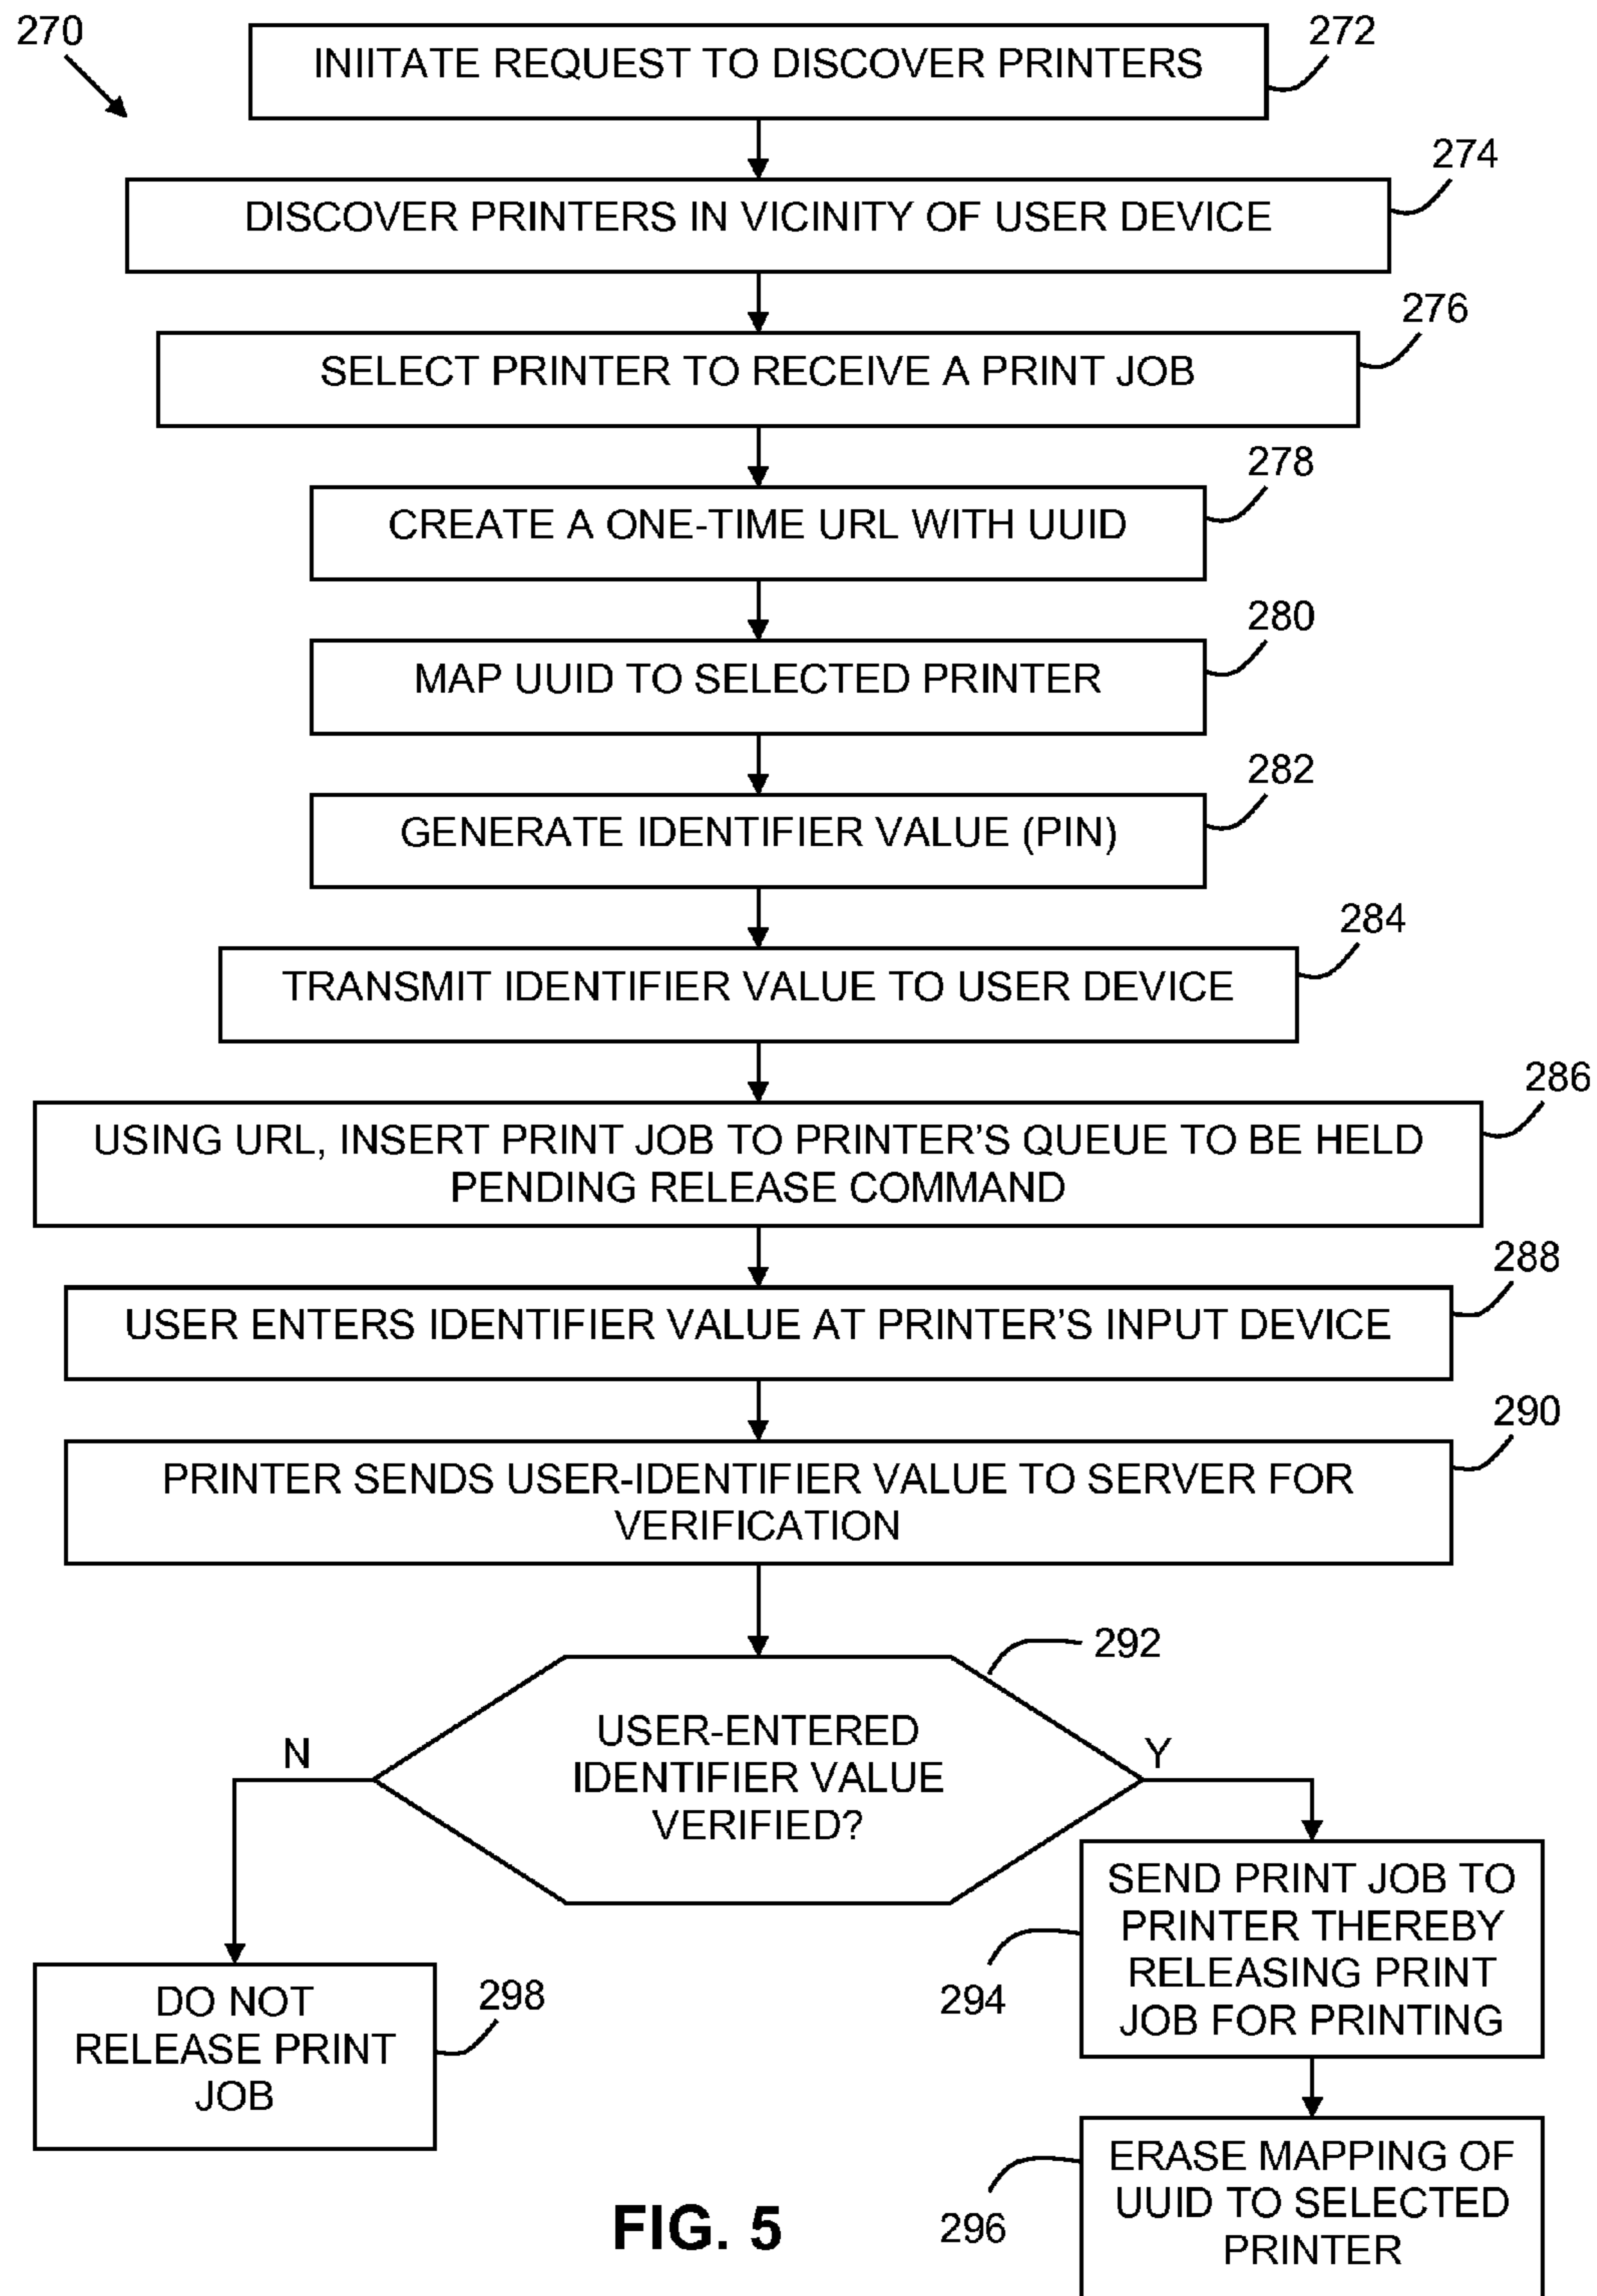 270
INIITATE REQUEST TO DISCOVER PRINTERS
272
DISCOVER PRINTERS IN VICINITY OF USER DEVICE
274
SELECT PRINTER TO RECEIVE A PRINT JOB
276
CREATE A ONE-TIME URL WITH UUID
278
MAP UUID TO SELECTED PRINTER
280
GENERATE IDENTIFIER VALUE (PIN)
282
TRANSMIT IDENTIFIER VALUE TO USER DEVICE
284
USING URL, INSERT PRINT JOB TO PRINTER'S QUEUE TO BE HELD
PENDING RELEASE COMMAND
286
USER ENTERS IDENTIFIER VALUE AT PRINTER'S INPUT DEVICE
288
PRINTER SENDS USER-IDENTIFIER VALUE TO SERVER FOR
VERIFICATION
290
USER-ENTERED
IDENTIFIER VALUE
VERIFIED?
292
N
Y
DO NOT
RELEASE PRINT
JOB
298
SEND PRINT JOB TO
PRINTER THEREBY
RELEASING PRINT
JOB FOR PRINTING
294
ERASE MAPPING OF
UUID TO SELECTED
PRINTER
296
FIG. 5